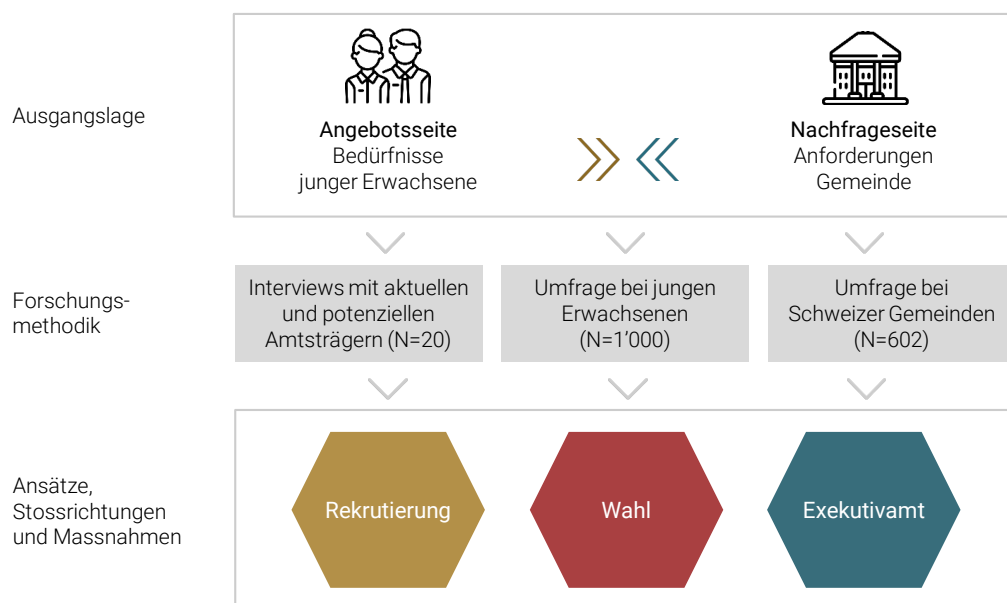 Ausgangslage
Angebotsseite
Bedürfnisse
junger Erwachsene
Nachfrageseite
Anforderungen
Gemeinde
Forschungs-
methodik
Interviews mit aktuellen
und potenziellen
Amtsträgern (N=20)
Umfrage bei jungen
Erwachsenen
(N=1’000)
Umfrage bei
Schweizer Gemeinden
(N=602)
Ansätze,
Stossrichtungen
und Massnahmen
Rekrutierung
Wahl
Exekutivamt